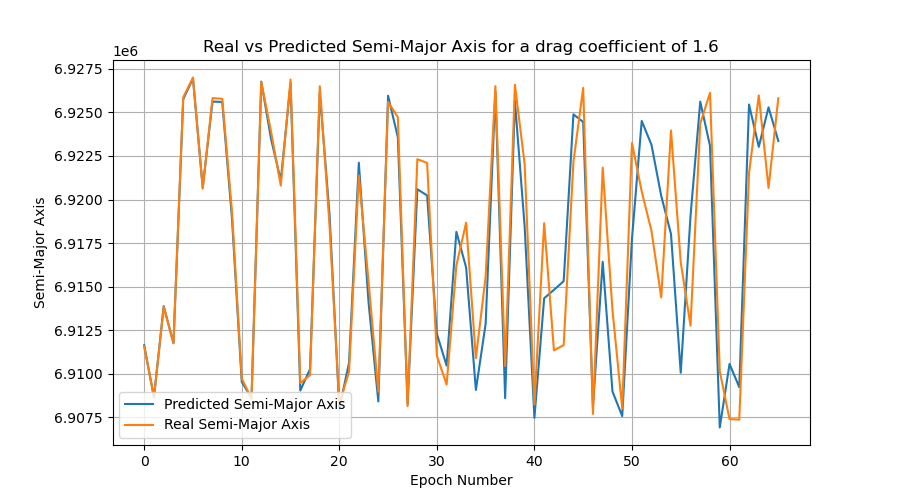 Real vs Predicted Semi-Major Axis for a drag coefficient of 1.6
1e6
6.9275
6.9250
6.9225
6.9200
6.9175
6.9150
6.9125
6.9100
6.9075
Semi-Major Axis
Predicted Semi-Major Axis
Real Semi-Major Axis
0 10 20 30 40 50 60
Epoch Number